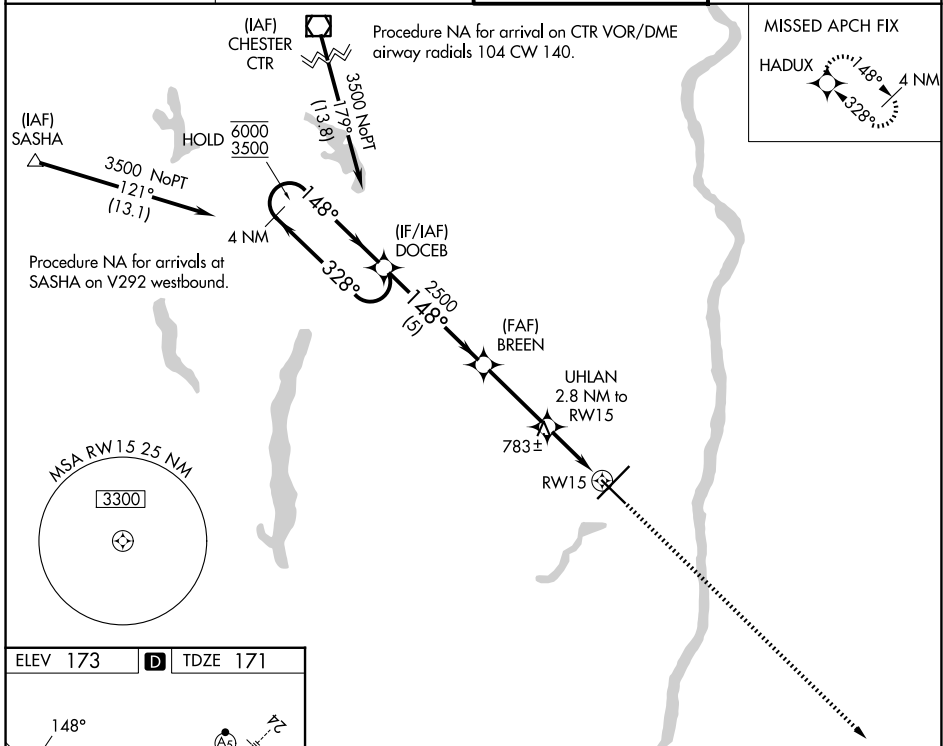 (IAF)
CHESTER
CTR
Procedure NA for arrival on CTR VOR/DME
airway radials 104 CW 140.
MISSED APCH FIX
HADUX
148°
328°
4 NM
3500 NoPT
179°
(13.8)
(IAF)
SASHA
3500 NoPT
121°
(13.1)
HOLD
6000
3500
4 NM
148°
328°
(IF/IAF)
DOCEB
Procedure NA for arrivals at
SASHA on V292 westbound.
2500
148°
(5)
(FAF)
BREEN
UHLAN
2.8 NM to
RW15
783±
RW15
MSA RW15 25 NM
3300
ELEV 173
D
TDZE 171
148°
A5
24